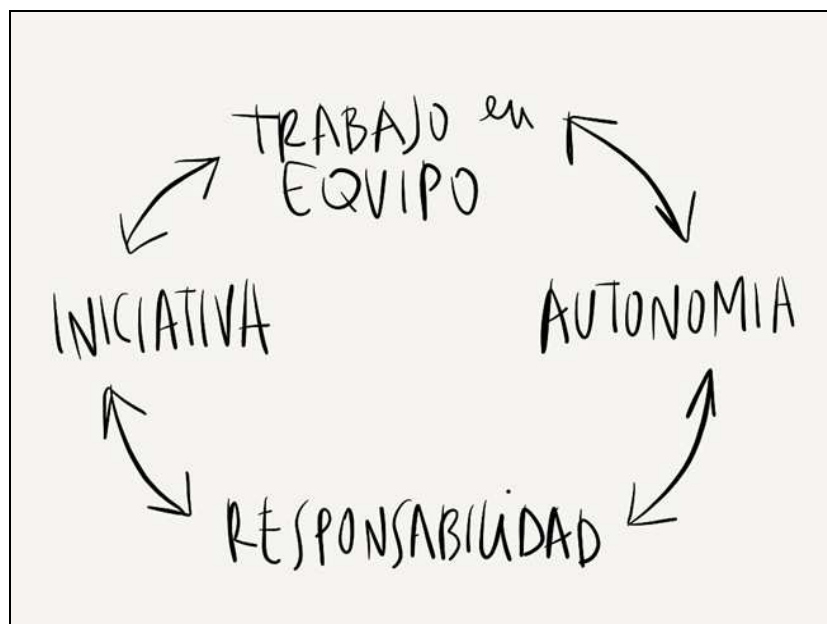 TRABAJO en
EQUIPO
INICIATIVA
AUTONOMIA
RESPONSABILIDAD